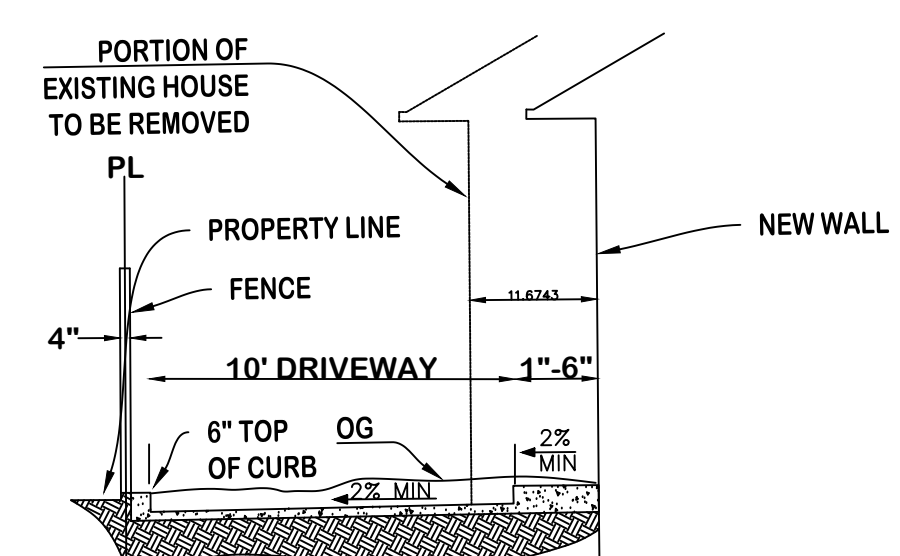 PORTION OF
EXISTING HOUSE
TO BE REMOVED
PL
PROPERTY LINE
NEW WALL
FENCE
11.6743
4"
10' DRIVEWAY
1"-6"
6" TOP
OF CURB
OG
2%
MIN
2% MIN